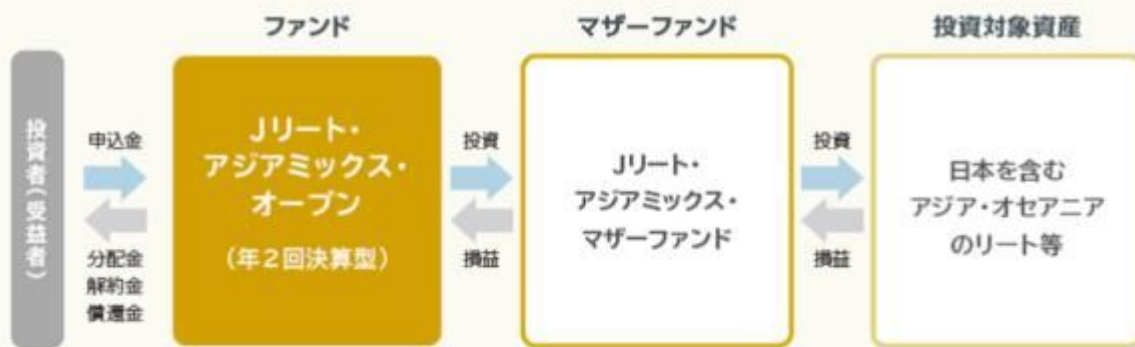 ファンド
マザーファンド
投資対象資産
投資者(受益者)
申込金
分配金
解約金
償還金
Jリート・
アジアミックス・
オープン
(年2回決算型)
投資
損益
Jリート・
アジアミックス・
マザーファンド
投資
損益
日本を含む
アジア・オセアニア
のリート等